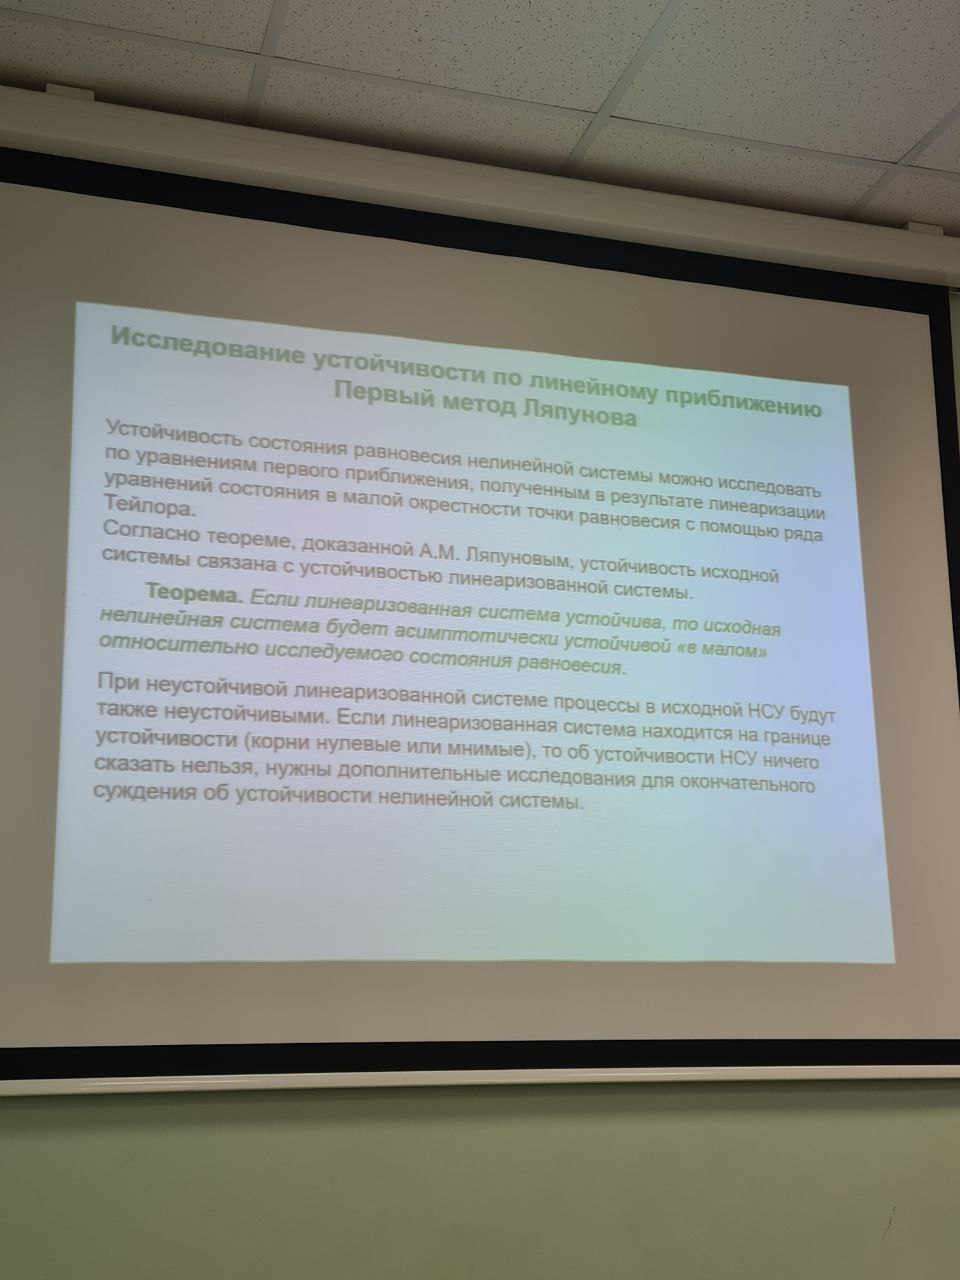 Исследование устойчивости по линейному приближению
Первый метод Ляпунова
Устойчивость состояния равновесия нелинейной системы можно исследовать
по уравнениям первого приближения, полученным в результате линеаризации
уравнений состояния в малой окрестности точки равновесия с помощью ряда
Тейлора.
Согласно теореме, доказанной А.М. Ляпуновым, устойчивость исходной
системы связана с устойчивостью линеаризованной системы.
Теорема. Если линеаризованная система устойчива, то исходная
нелинейная система будет асимптотически устойчивой «в малом»
относительно исследуемого состояния равновесия.
При неустойчивой линеаризованной системе процессы в исходной НСУ будут
также неустойчивыми. Если линеаризованная система находится на границе
устойчивости (корни нулевые или мнимые), то об устойчивости НСУ ничего
сказать нельзя, нужны дополнительные исследования для окончательного
суждения об устойчивости нелинейной системы.